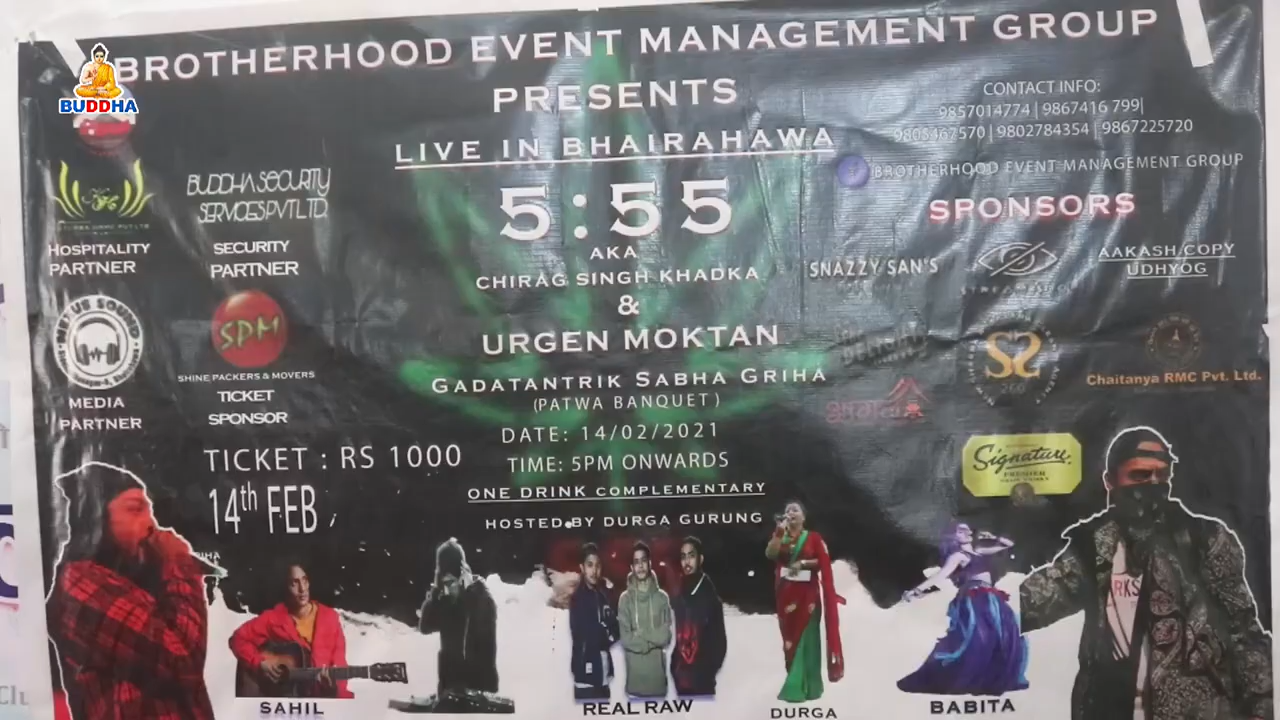 BROTHERHOOD EVENT MANAGEMENT GROUP
PRESENTS
LIVE IN BHAIRAHAWA
5:55
AKA
CHIRAG SINGH KHADKA
&
URGEN MOKTAN
GADATANTRIK SABHA GRIHA
(PATWA BANQUET)
DATE: 14/02/2021
TIME: 5PM ONWARDS
ONE DRINK COMPLEMENTARY
HOSTED BY DURGA GURUNG
BUDDHA
BUDDHA SECURITY
SERVICES PVT LTD.
HOSPITALITY
PARTNER
SECURITY
PARTNER
SPM
SHINE PACKERS & MOVERS
MEDIA
PARTNER
TICKET
SPONSOR
TICKET : RS 1000
14th FEB
CONTACT INFO:
9857014774 | 9867416 799|
9805462570 | 9802784354 | 9867225720
BROTHERHOOD EVENT MANAGEMENT GROUP
SPONSORS
SNAZZY SAN'S
AAKASH COPY
UDHYOG
Chaitanya RMC Pvt. Ltd.
Signature
PREMIER
SAHIL
REAL RAW
DURGA
BABITA